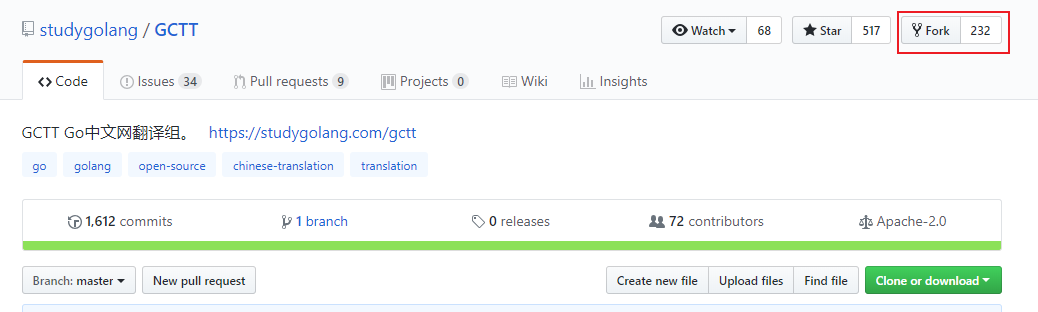 studygolang / GCTT Watch 68 Star 517 Fork 232
Code Issues 34 Pull requests 9 Projects 0 Wiki Insights
GCTT Go中文网翻译组。 https://studygolang.com/gctt
go golang open-source chinese-translation translation
1,612 commits 1 branch 0 releases 72 contributors Apache-2.0
Branch: master New pull request Create new file Upload files Find file Clone or download